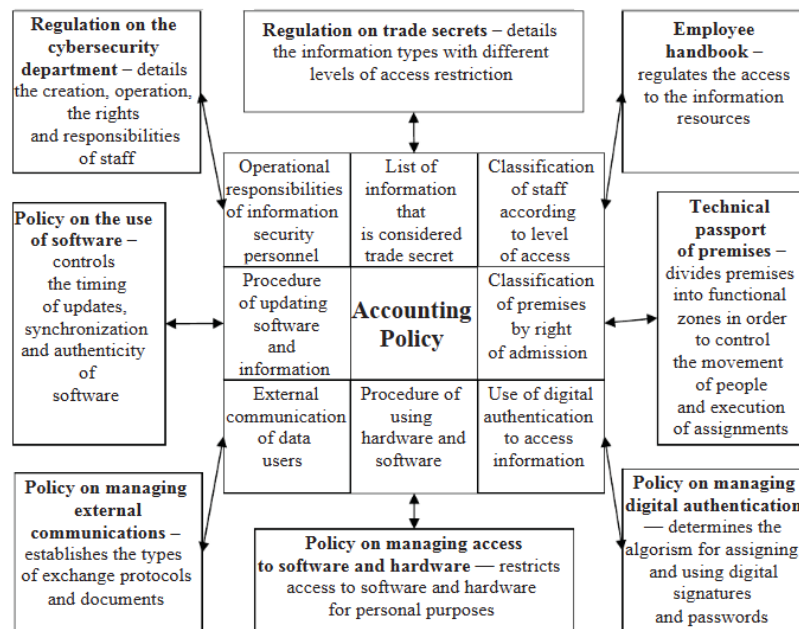 Regulation on the
cybersecurity
department – details
the creation, operation,
the rights
and responsibilities
of staff
Regulation on trade secrets – details
the information types with different
levels of access restriction
Employee
handbook –
regulates the access
to the information
resources
Operational
responsibilities
of information
security
personnel
List of
information
that
is considered
trade secret
Classification
of staff
according
to level
of access
Policy on the use
of software –
controls
the timing
of updates,
synchronization
and authenticity
of
software
Procedure
of updating
software
and
information
Accounting
Policy
Classification
of premises
by right
of admission
Technical
passport
of premises –
divides premises
into functional
zones in order
to control
the movement
of people
and execution
of assignments
External
communication
of data
users
Procedure of
using
hardware and
software
Use of digital
authentication
to access
information
Policy on managing
external
communications –
establishes the types
of exchange protocols
and documents
Policy on managing access
to software and hardware — restricts
access to software and hardware
for personal purposes
Policy on managing
digital authentication
— determines the
algorism for assigning
and using digital
signatures
and passwords